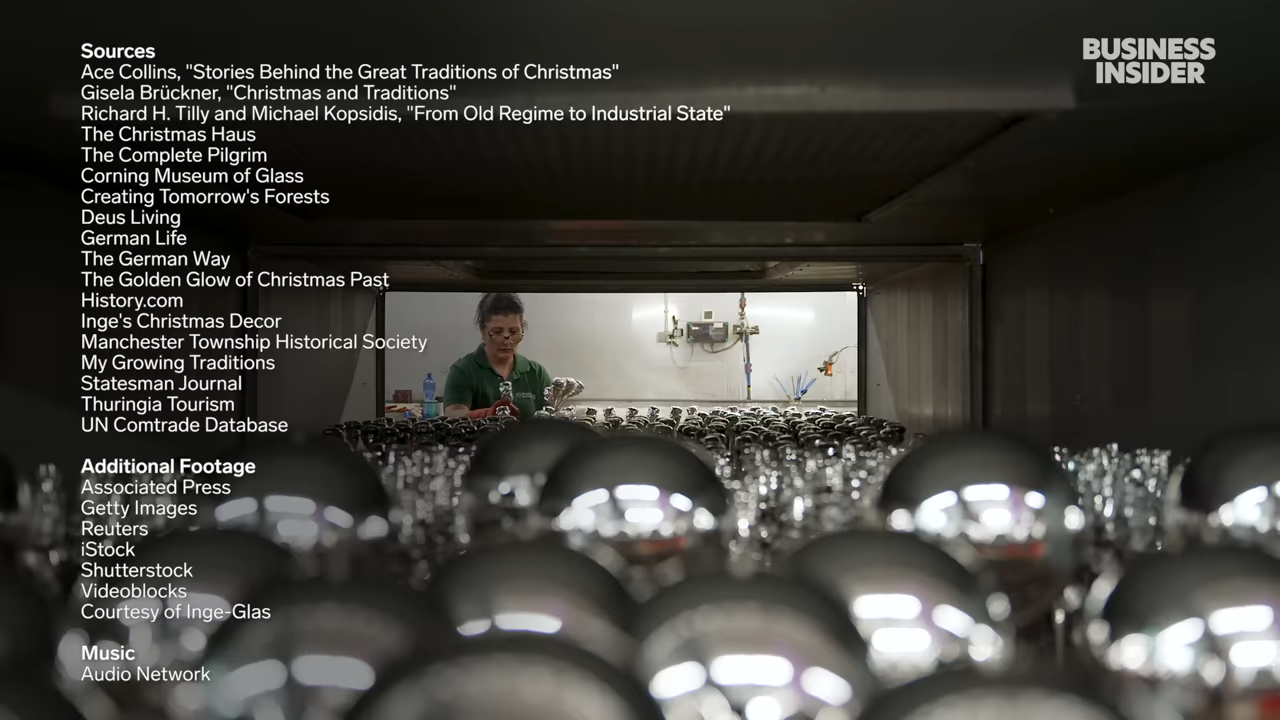 Sources
Ace Collins, "Stories Behind the Great Traditions of Christmas"
Gisela Brückner, "Christmas and Traditions"
Richard H. Tilly and Michael Kopsidis, "From Old Regime to Industrial State"
The Christmas Haus
The Complete Pilgrim
Corning Museum of Glass
Creating Tomorrow's Forests
Deus Living
German Life
The German Way
The Golden Glow of Christmas Past
History.com
Inge's Christmas Decor
Manchester Township Historical Society
My Growing Traditions
Statesman Journal
Thuringia Tourism
UN Comtrade Database
Additional Footage
Associated Press
Getty Images
Reuters
iStock
Shutterstock
Videoblocks
Courtesy of Inge-Glas
Music
Audio Network
BUSINESS
INSIDER